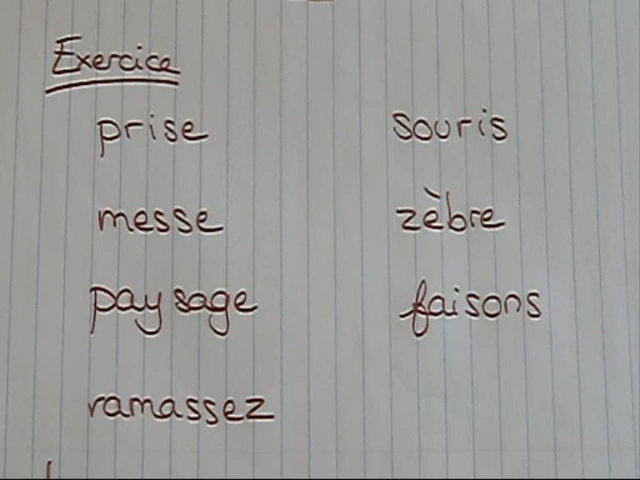 Exercice
prise souris
messe zèbre
paysage faisons
ramassez